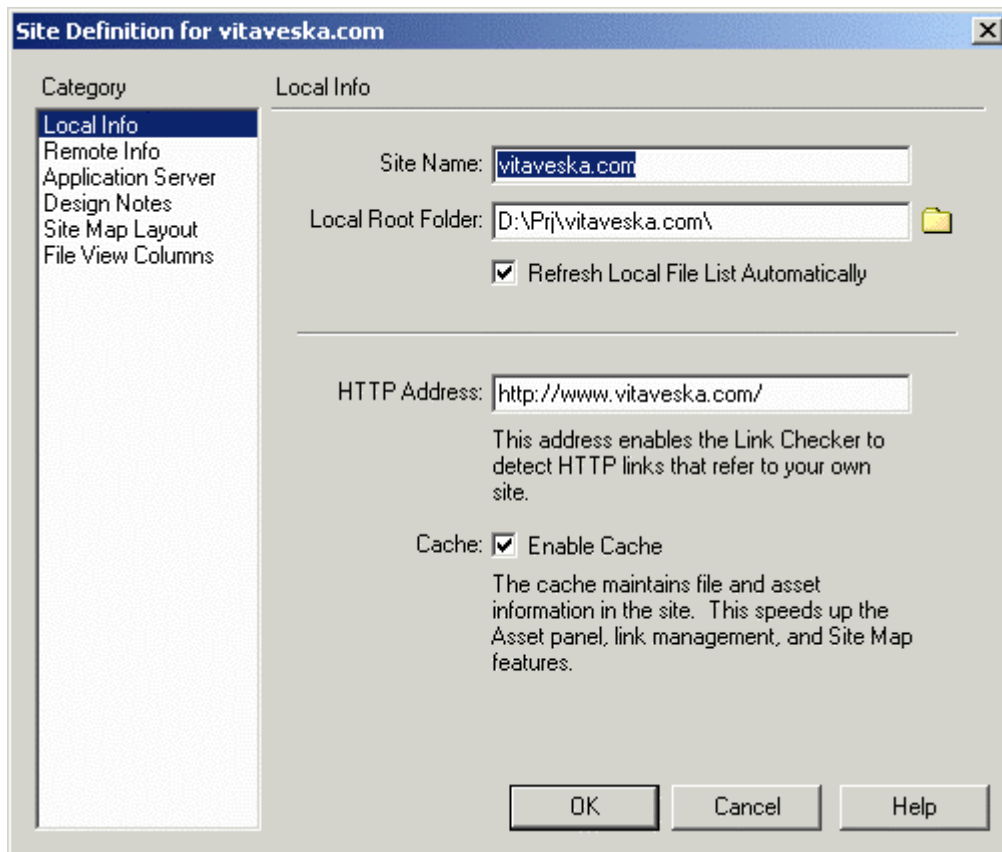 Site Definition for vitaveska.com
Category
Local Info
Remote Info
Application Server
Design Notes
Site Map Layout
File View Columns
Local Info
Site Name: vitaveska.com
Local Root Folder: D:\Prj\vitaveska.com\
Refresh Local File List Automatically
HTTP Address: http://www.vitaveska.com/
This address enables the Link Checker to
detect HTTP links that refer to your own
site.
Cache: Enable Cache
The cache maintains file and asset
information in the site.  This speeds up the
Asset panel, link management, and Site Map
features.
OK Cancel Help